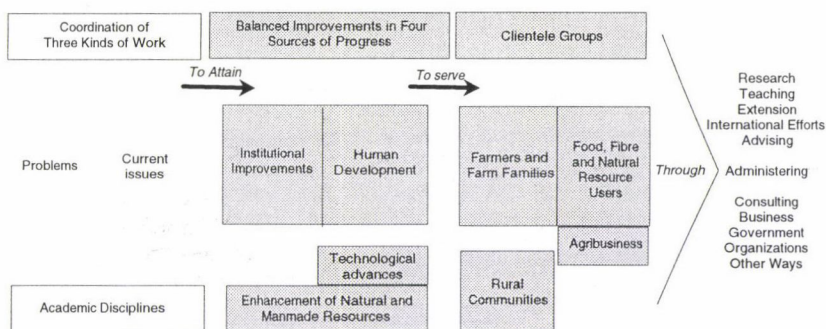 Coordination of
Three Kinds of Work
Balanced Improvements in Four
Sources of Progress
Clientele Groups
To Attain
To serve
Problems
Current
issues
Institutional
Improvements
Human
Development
Farmers and
Farm Families
Food, Fibre
and Natural
Resource
Users
Through
Research
Teaching
Extension
International Efforts
Advising
Administering
Consulting
Business
Government
Organizations
Other Ways
Technological
advances
Agribusiness
Academic Disciplines
Enhancement of Natural and
Manmade Resources
Rural
Communities